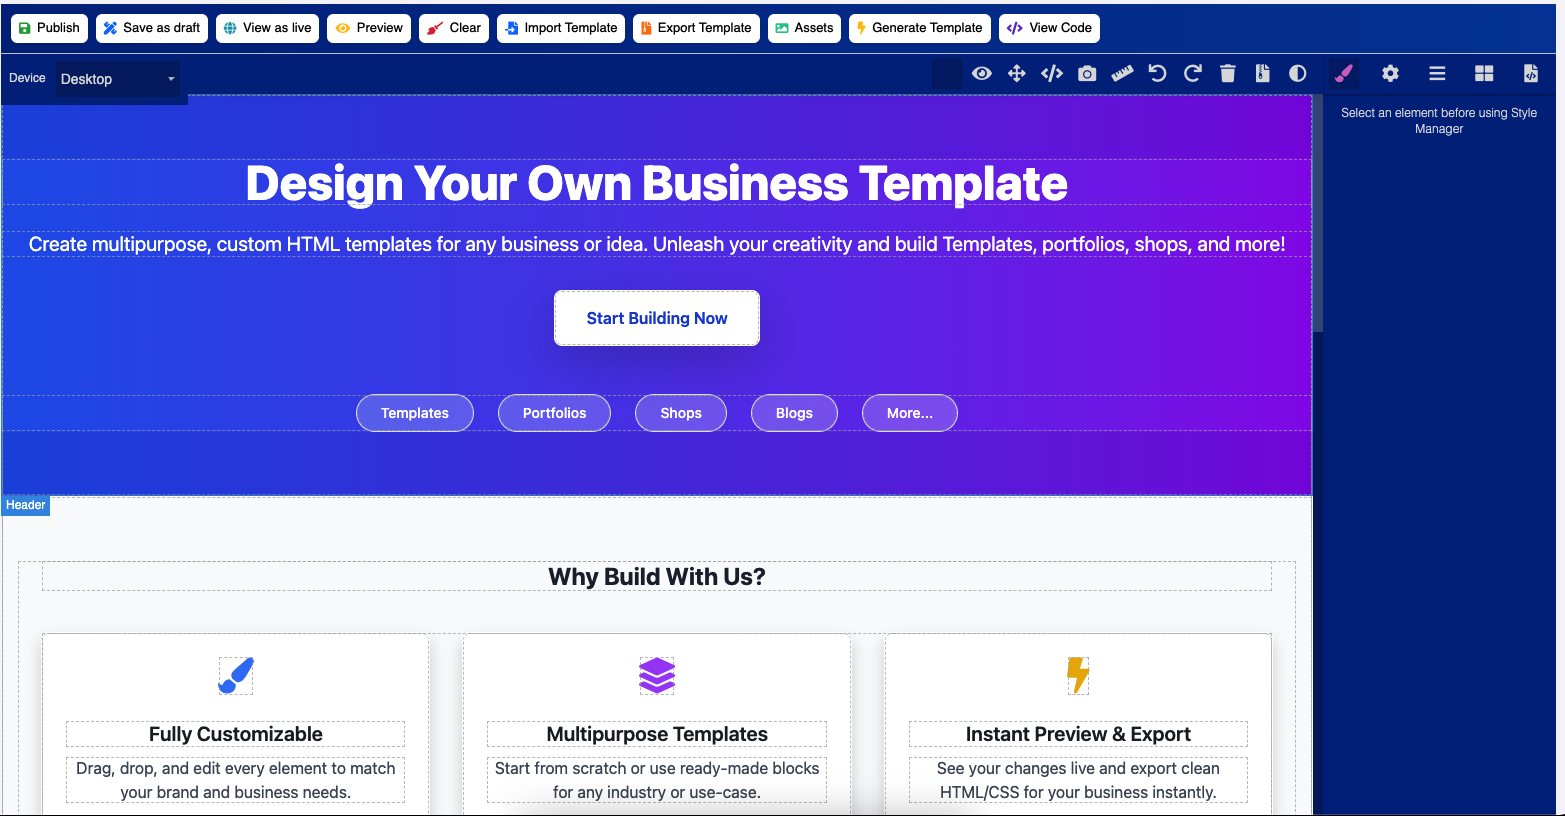 Publish
Save as draft
View as live
Preview
Clear
Import Template
Export Template
Assets
Generate Template
View Code
Device
Desktop
Select an element before using Style
Manager
Design Your Own Business Template
Create multipurpose, custom HTML templates for any business or idea. Unleash your creativity and build Templates, portfolios, shops, and more!
Start Building Now
Templates
Portfolios
Shops
Blogs
More...
Header
Why Build With Us?
Fully Customizable
Drag, drop, and edit every element to match
your brand and business needs.
Multipurpose Templates
Start from scratch or use ready-made blocks
for any industry or use-case.
Instant Preview & Export
See your changes live and export clean
HTML/CSS for your business instantly.